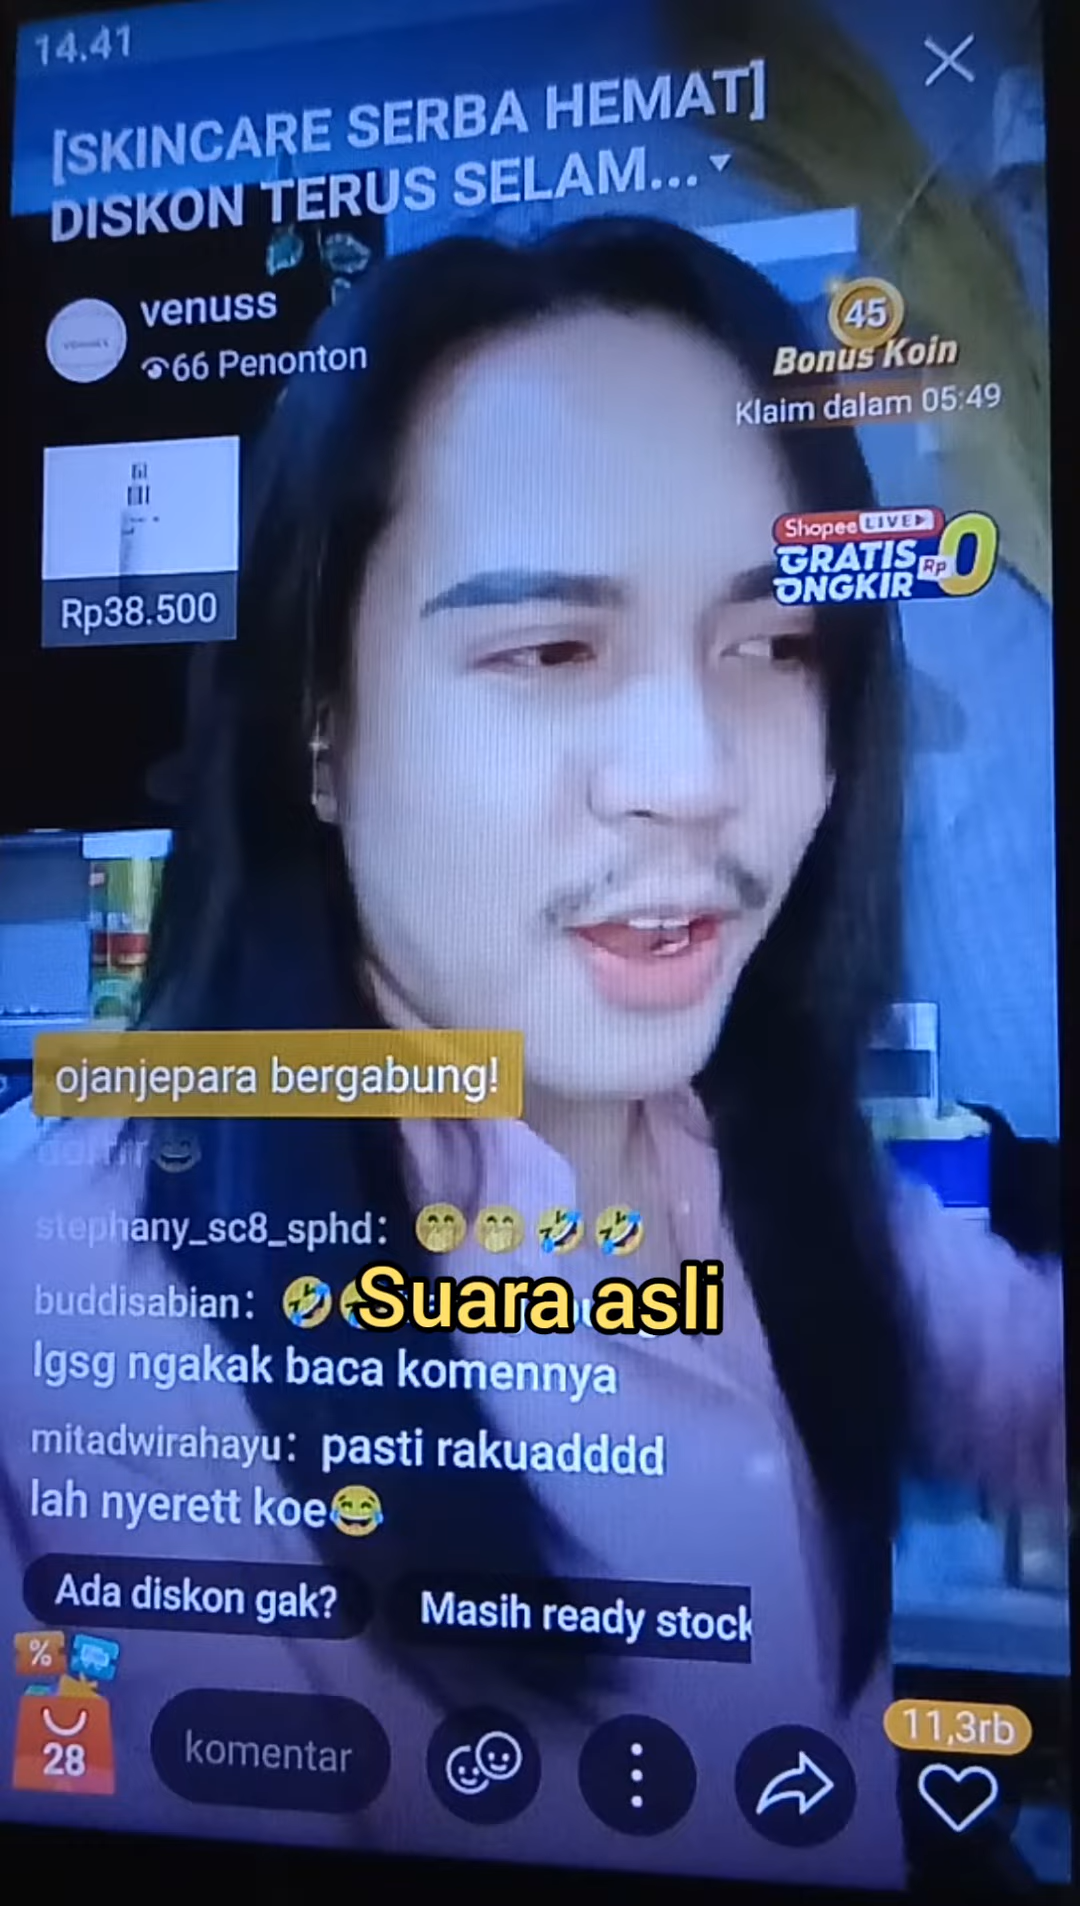 14.41
[SKINCARE SERBA HEMAT]
DISKON TERUS SELAM...
venuss
66 Penonton
45
Bonus Koin
Klaim dalam 05:49
Shopee LIVE
GRATIS
ONGKIR Rp0
Rp38.500
ojanjepara bergabung!
stephany_sc8_sphd: 🤭🤭🤣🤣
buddisabian: 🤣
Suara asli
lgsg ngakak baca komennya
mitadwirahayu: pasti rakuadddd
lah nyerett koe😂
Ada diskon gak?
Masih ready stock
%
28
komentar
11,3rb